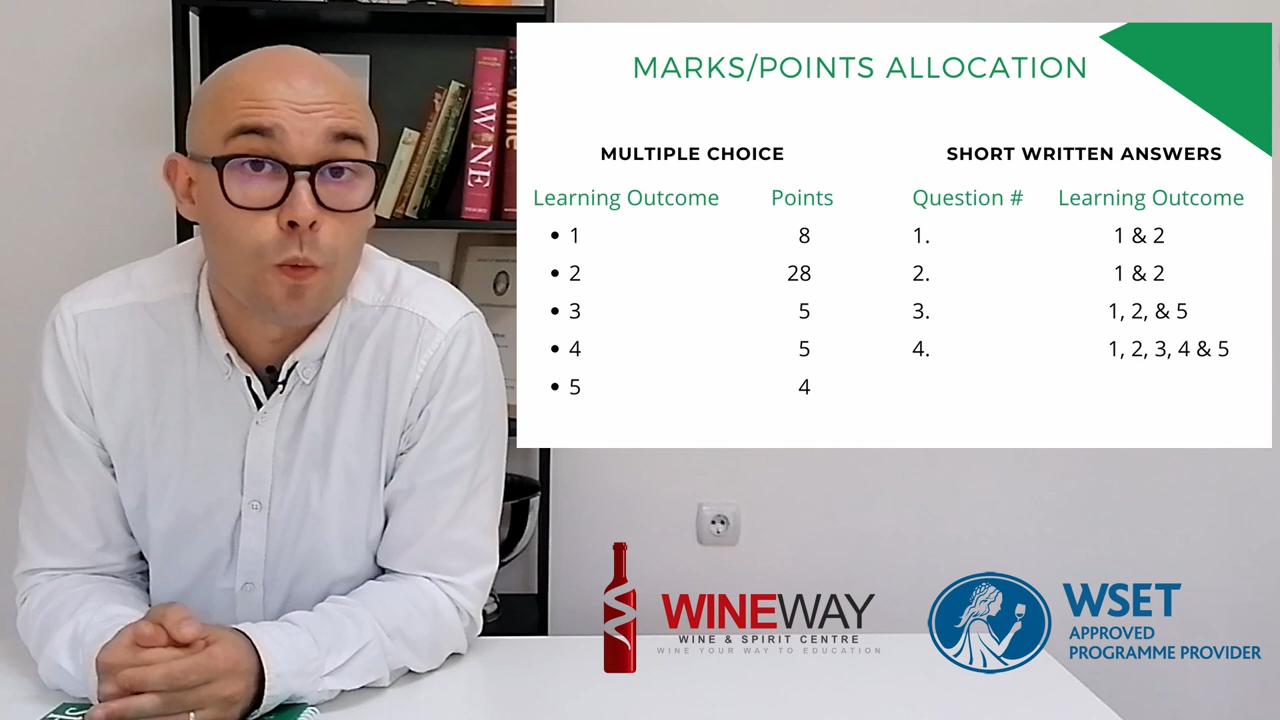 MARKS/POINTS ALLOCATION
MULTIPLE CHOICE
Learning Outcome Points
• 1 8
• 2 28
• 3 5
• 4 5
• 5 4
SHORT WRITTEN ANSWERS
Question # Learning Outcome
1. 1 & 2
2. 1 & 2
3. 1, 2, & 5
4. 1, 2, 3, 4 & 5
WINE
Wine
WINEWAY
WINE & SPIRIT CENTRE
WINE YOUR WAY TO EDUCATION
WSET
APPROVED
PROGRAMME PROVIDER